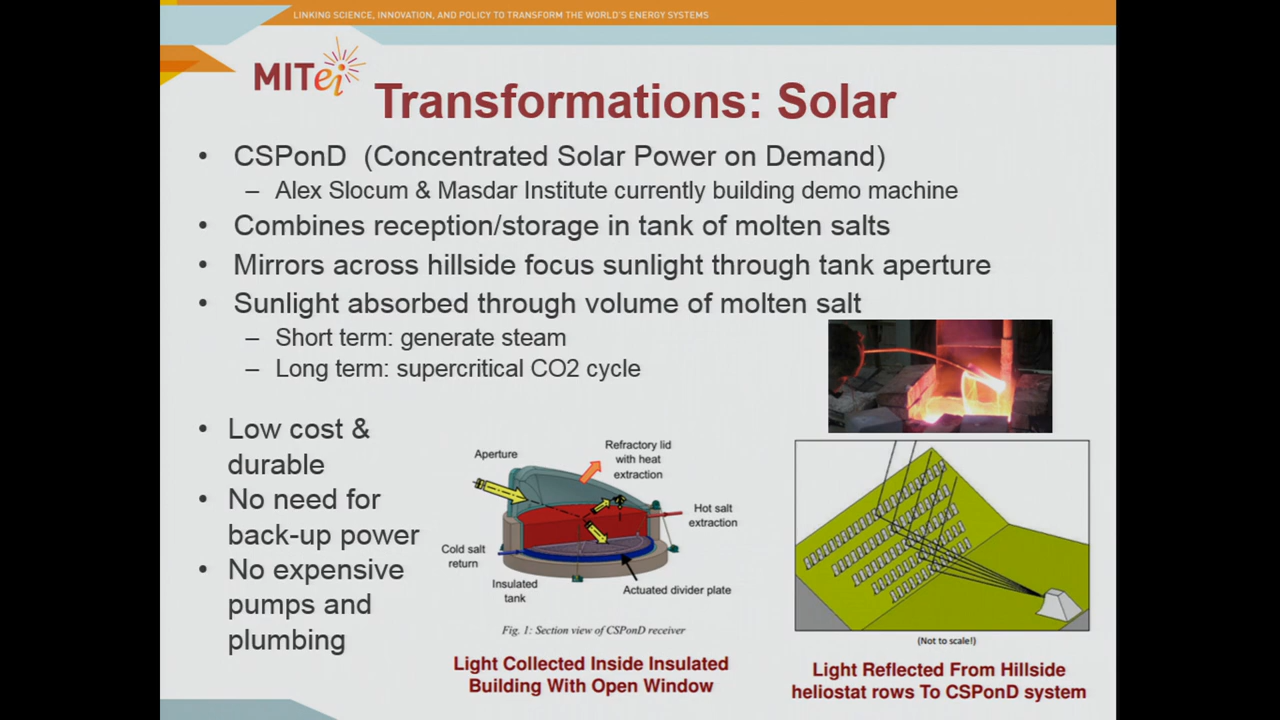 LINKING SCIENCE, INNOVATION, AND POLICY TO TRANSFORM THE WORLD'S ENERGY SYSTEMS
MITei
Transformations: Solar
• CSPonD (Concentrated Solar Power on Demand)
– Alex Slocum & Masdar Institute currently building demo machine
• Combines reception/storage in tank of molten salts
• Mirrors across hillside focus sunlight through tank aperture
• Sunlight absorbed through volume of molten salt
– Short term: generate steam
– Long term: supercritical CO2 cycle
• Low cost &
durable
• No need for
back-up power
• No expensive
pumps and
plumbing
Aperture
Refractory lid
with heat
extraction
Hot salt
extraction
Cold salt
return
Insulated
tank
Actuated divider plate
Fig. 1: Section view of CSPonD receiver
Light Collected Inside Insulated
Building With Open Window
(Not to scale!)
Light Reflected From Hillside
heliostat rows To CSPonD system